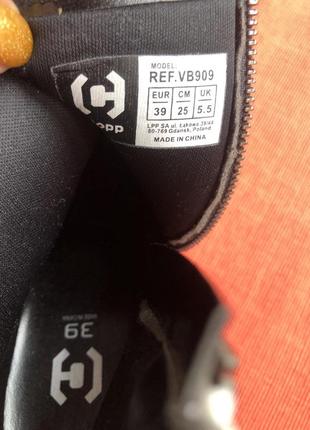 MODEL:
REF.VB909
EUR CM UK
39 25 5.5
LPP SA ul. Łąkowa 39/44
80-769 Gdansk, Poland
MADE IN CHINA
39